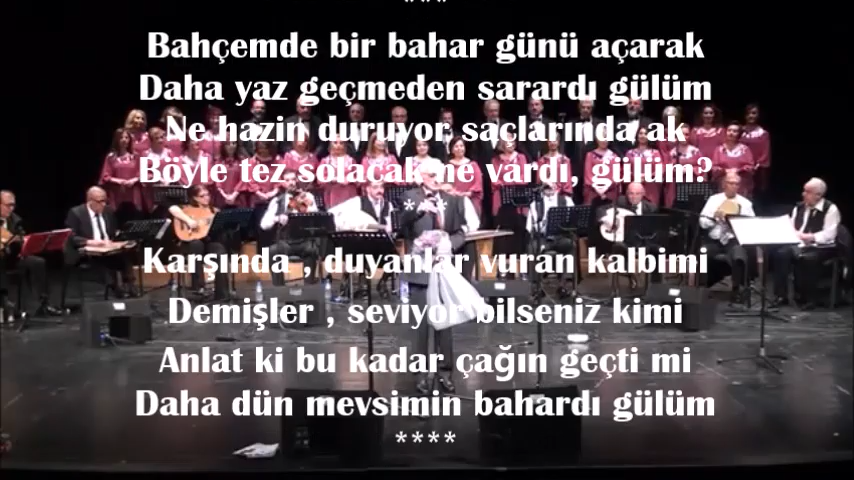 ***
Bahçemde bir bahar günü açarak
Daha yaz geçmeden sarardı gülüm
Ne hazin duruyor saçlarında ak
Böyle tez solacak ne vardı, gülüm?
***
Karşında , duyanlar vuran kalbimi
Demişler , seviyor bilseniz kimi
Anlat ki bu kadar çağın geçti mi
Daha dün mevsimin bahardı gülüm
****